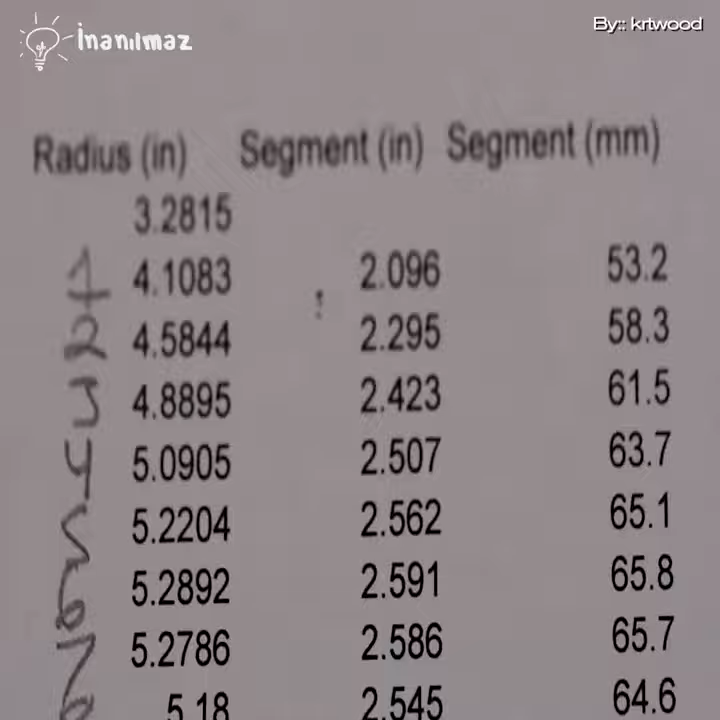 İnanılmaz
By:: krtwood
Radius (in) Segment (in) Segment (mm)
3.2815
1 4.1083 2.096 53.2
2 4.5844 2.295 58.3
3 4.8895 2.423 61.5
4 5.0905 2.507 63.7
5 5.2204 2.562 65.1
6 5.2892 2.591 65.8
7 5.2786 2.586 65.7
5.18 2.545 64.6